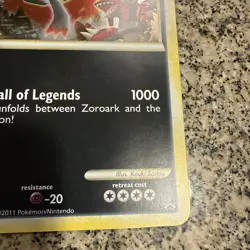 all of Legends 1000
unfolds between Zoroark and the
on!
Illus. Kouki Saitou
resistance retreat cost
-20
©2011 Pokémon/Nintendo